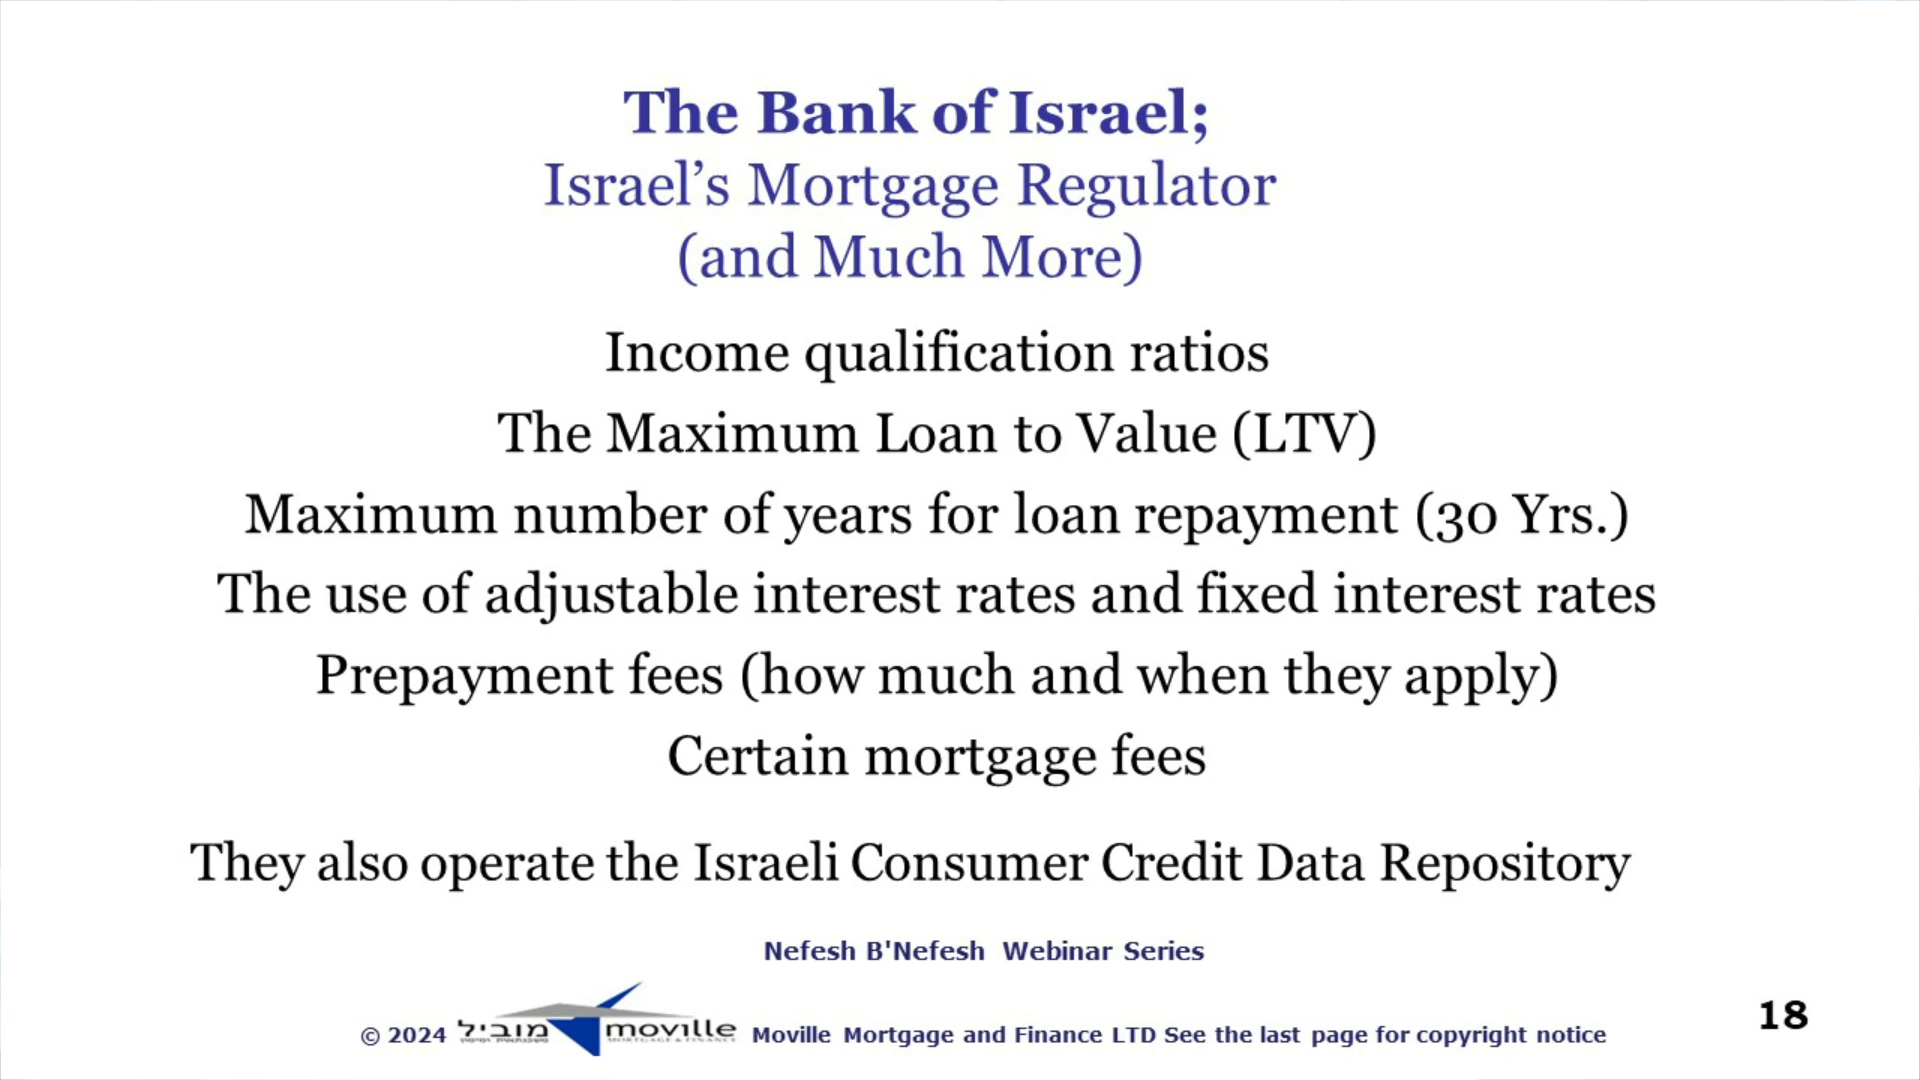 The Bank of Israel;
Israel’s Mortgage Regulator
(and Much More)
Income qualification ratios
The Maximum Loan to Value (LTV)
Maximum number of years for loan repayment (30 Yrs.)
The use of adjustable interest rates and fixed interest rates
Prepayment fees (how much and when they apply)
Certain mortgage fees
They also operate the Israeli Consumer Credit Data Repository
Nefesh B'Nefesh Webinar Series
© 2024 מוביל moville Moville Mortgage and Finance LTD See the last page for copyright notice
MORTGAGE & FINANCE
18